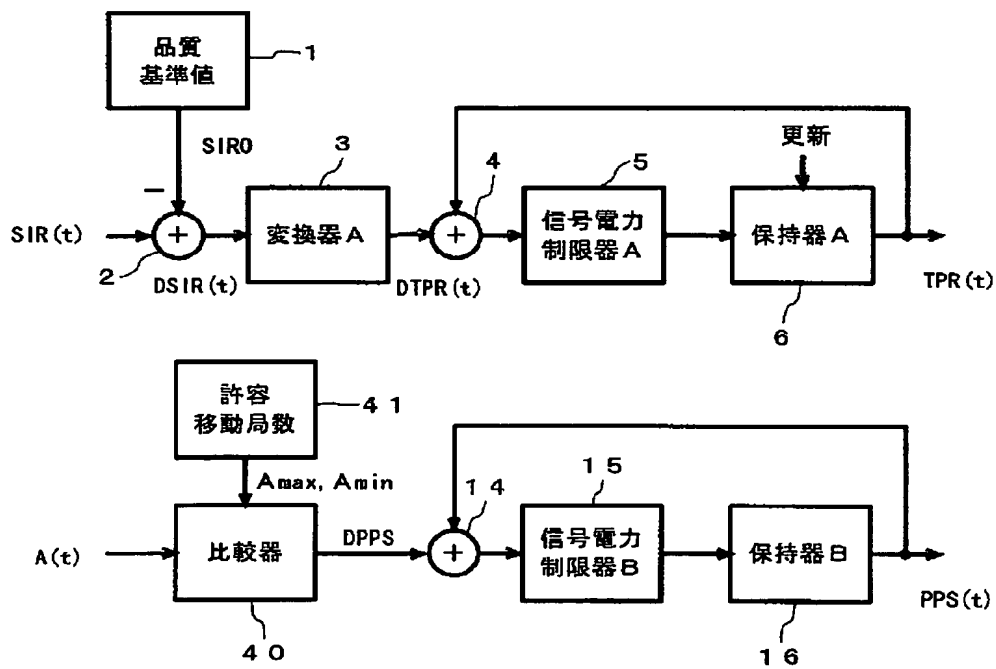 品質
基準値
1
SIR0
更新
3
4
5
−
SIR(t)
+
変換器A
+
信号電力
制限器A
保持器A
2
DSIR(t)
DTPR(t)
TPR(t)
6
許容
移動局数
41
Amax, Amin
14
15
A(t)
比較器
DPPS
+
信号電力
制限器B
保持器B
PPS(t)
40
16